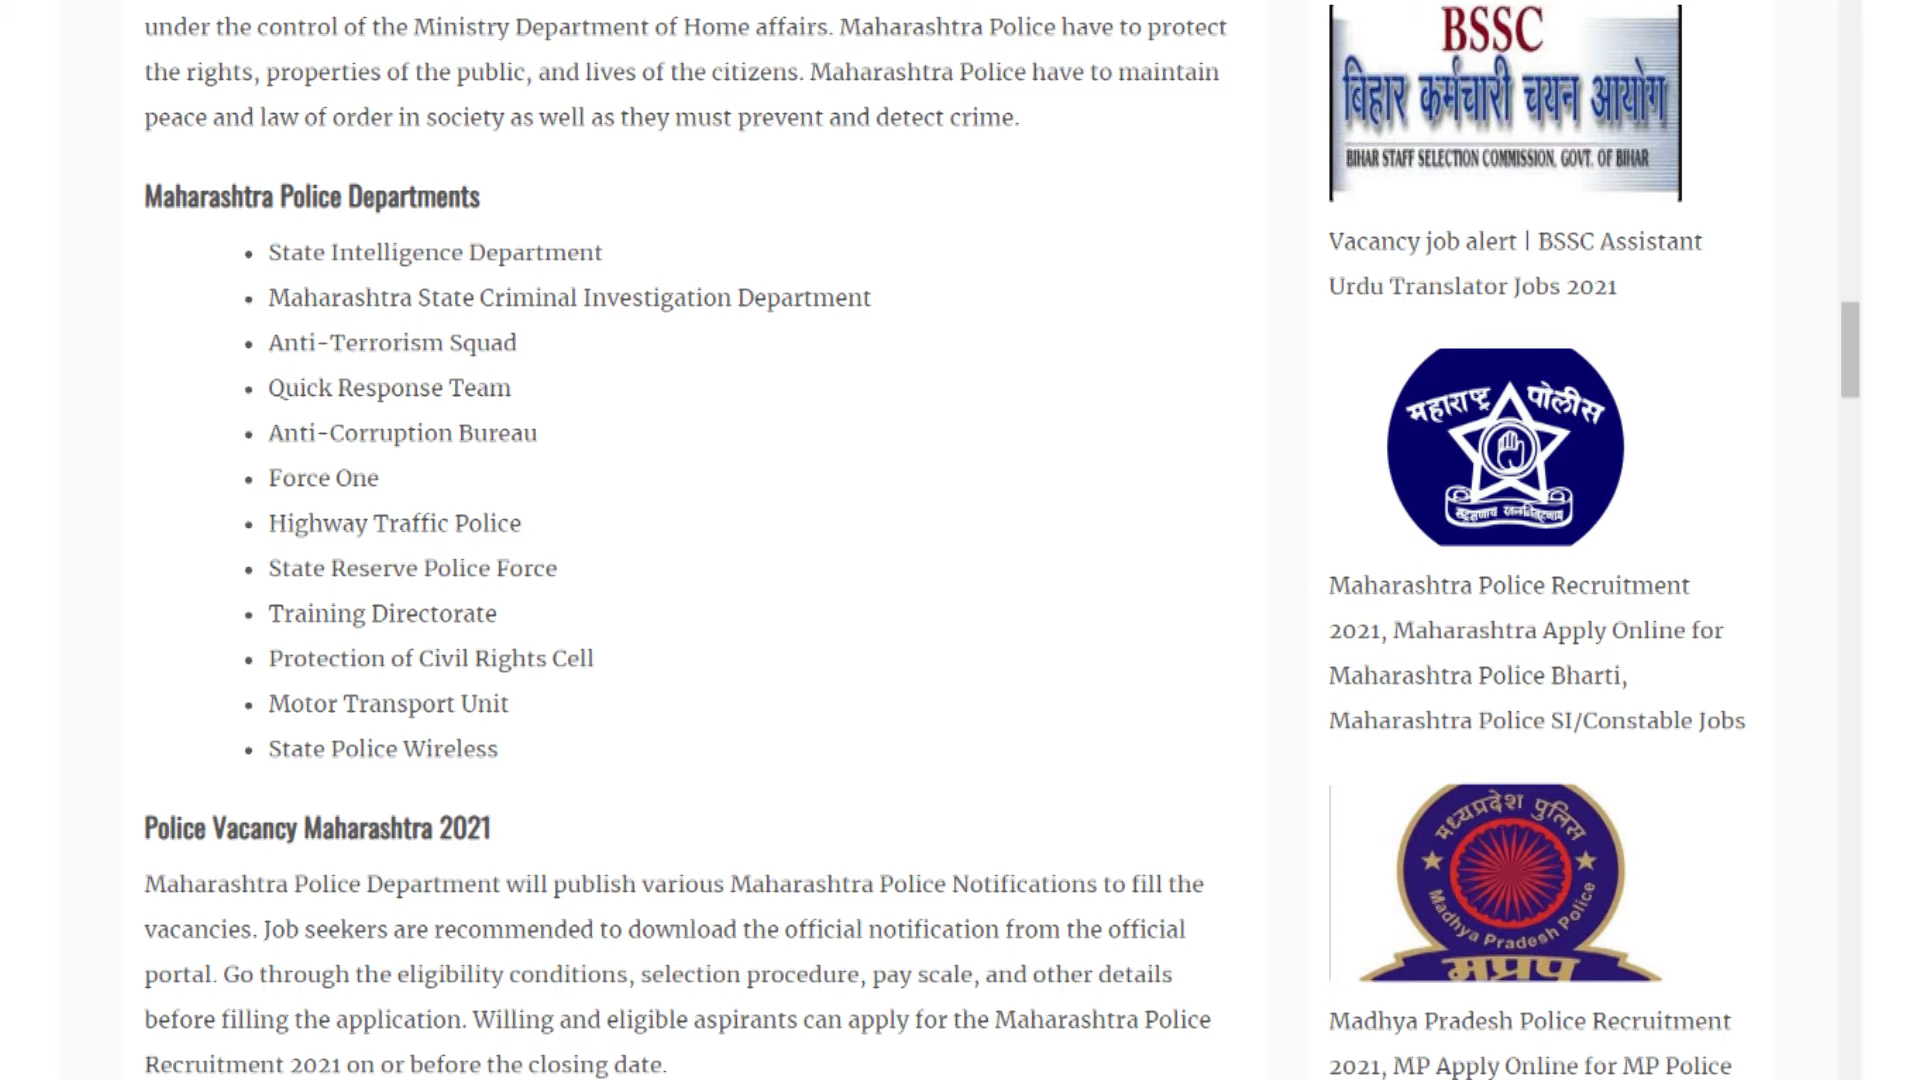 under the control of the Ministry Department of Home affairs. Maharashtra Police have to protect
the rights, properties of the public, and lives of the citizens. Maharashtra Police have to maintain
peace and law of order in society as well as they must prevent and detect crime.
Maharashtra Police Departments
• State Intelligence Department
• Maharashtra State Criminal Investigation Department
• Anti-Terrorism Squad
• Quick Response Team
• Anti-Corruption Bureau
• Force One
• Highway Traffic Police
• State Reserve Police Force
• Training Directorate
• Protection of Civil Rights Cell
• Motor Transport Unit
• State Police Wireless
Police Vacancy Maharashtra 2021
Maharashtra Police Department will publish various Maharashtra Police Notifications to fill the
vacancies. Job seekers are recommended to download the official notification from the official
portal. Go through the eligibility conditions, selection procedure, pay scale, and other details
before filling the application. Willing and eligible aspirants can apply for the Maharashtra Police
Recruitment 2021 on or before the closing date.
BSSC
बिहार कर्मचारी चयन आयोग
BIHAR STAFF SELECTION COMMISSION, GOVT. OF BIHAR
Vacancy job alert | BSSC Assistant
Urdu Translator Jobs 2021
महाराष्ट्र पोलीस
Maharashtra Police Recruitment
2021, Maharashtra Apply Online for
Maharashtra Police Bharti,
Maharashtra Police SI/Constable Jobs
मध्यप्रदेश पुलिस
Madhya Pradesh Police
मप्रपु
Madhya Pradesh Police Recruitment
2021, MP Apply Online for MP Police